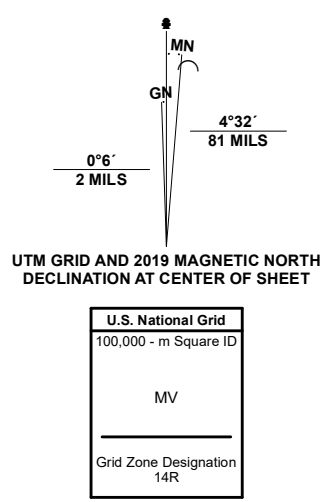 MN
GN
4°32´
81 MILS
0°6´
2 MILS
UTM GRID AND 2019 MAGNETIC NORTH
DECLINATION AT CENTER OF SHEET
U.S. National Grid
100,000 - m Square ID
MV
Grid Zone Designation
14R